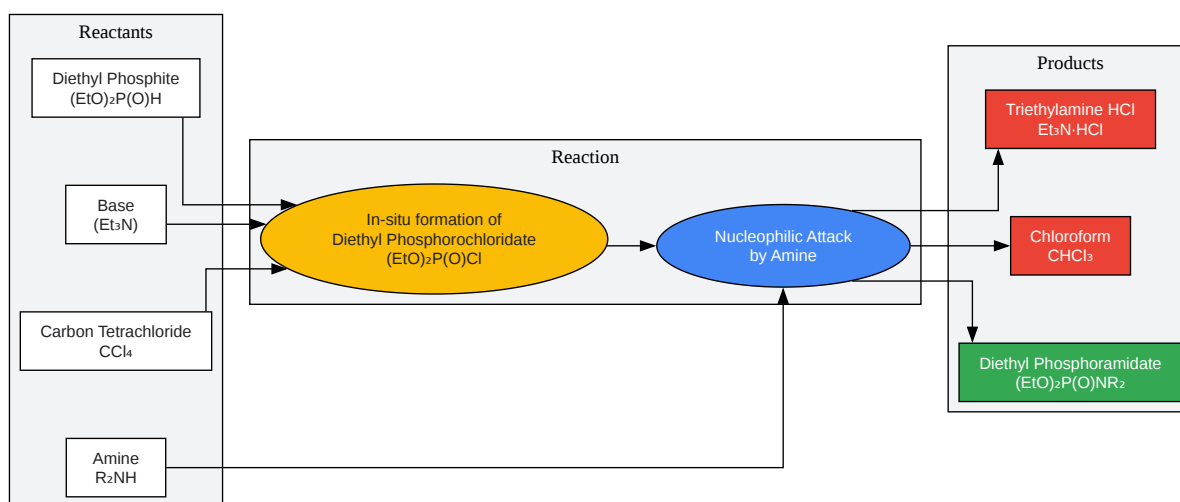 Reactants
Diethyl Phosphite
(EtO)₂P(O)H
Base
(Et₃N)
Carbon Tetrachloride
CCl₄
Amine
R₂NH
Reaction
In-situ formation of
Diethyl Phosphorochloridate
(EtO)₂P(O)Cl
Nucleophilic Attack
by Amine
Products
Triethylamine HCl
Et₃N·HCl
Chloroform
CHCl₃
Diethyl Phosphoramidate
(EtO)₂P(O)NR₂